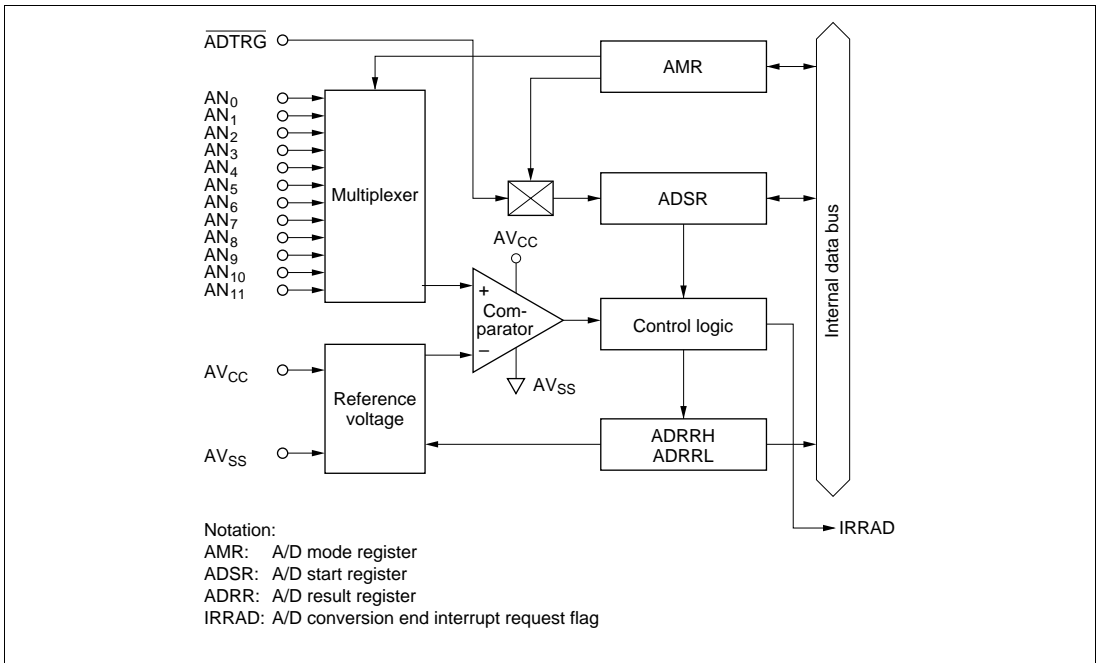 ADTRG
AMR
AN0
AN1
AN2
AN3
AN4
AN5
AN6
AN7
AN8
AN9
AN10
AN11
Multiplexer
ADSR
Internal data bus
AVCC
+
Com-
parator
–
AVSS
Control logic
AVCC
AVSS
Reference
voltage
ADRRH
ADRRL
IRRAD
Notation:
AMR: A/D mode register
ADSR: A/D start register
ADRR: A/D result register
IRRAD: A/D conversion end interrupt request flag